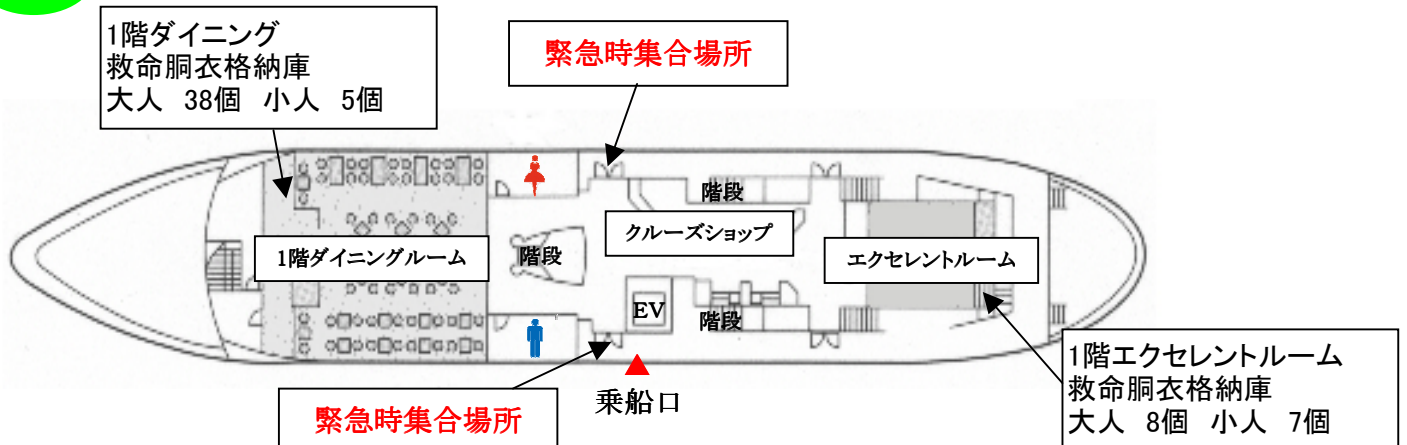 1階ダイニング
救命胴衣格納庫
大人 38個 小人 5個
緊急時集合場所
階段
クルーズショップ
1階ダイニングルーム
階段
エクセレントルーム
EV
階段
乗船口
緊急時集合場所
1階エクセレントルーム
救命胴衣格納庫
大人 8個 小人 7個